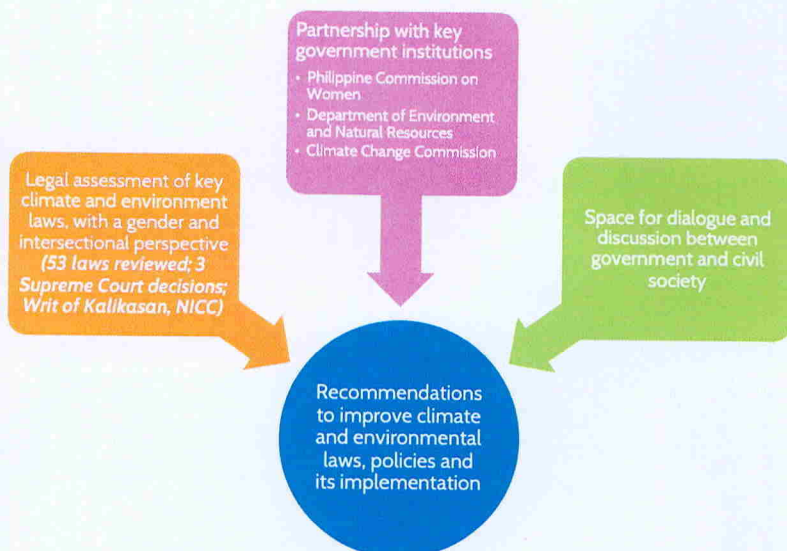 Partnership with key
government institutions
• Philippine Commission on
Women
• Department of Environment
and Natural Resources
• Climate Change Commission
Legal assessment of key
climate and environment
laws, with a gender and
intersectional perspective
(53 laws reviewed; 3
Supreme Court decisions;
Writ of Kalikasan, NICC)
Space for dialogue and
discussion between
government and civil
society
Recommendations
to improve climate
and environmental
laws, policies and
its implementation